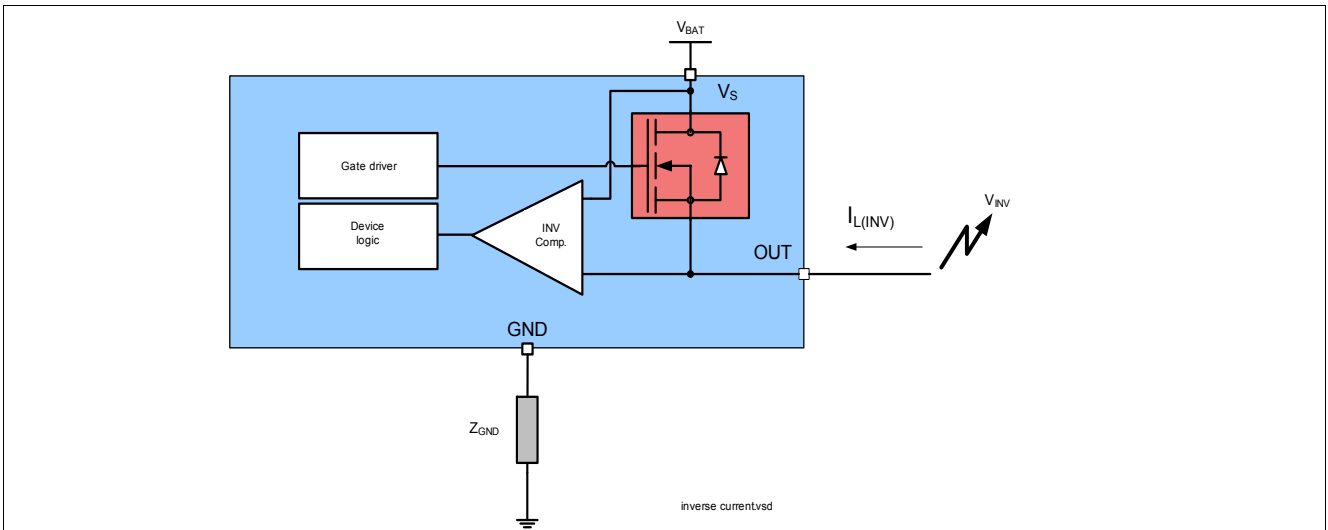 VBAT
VS
Gate driver
Device
logic
INV
Comp.
OUT
IL(INV)
VINV
GND
ZGND
inverse current.vsd